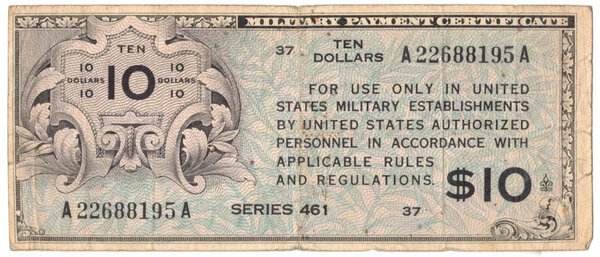 MILITARY PAYMENT CERTIFICATE
TEN
10 10
DOLLARS 10 DOLLARS
10 10
37 TEN DOLLARS A22688195A
FOR USE ONLY IN UNITED
STATES MILITARY ESTABLISHMENTS
BY UNITED STATES AUTHORIZED
PERSONNEL IN ACCORDANCE WITH
APPLICABLE RULES
AND REGULATIONS.
$10
A22688195A SERIES 461 37